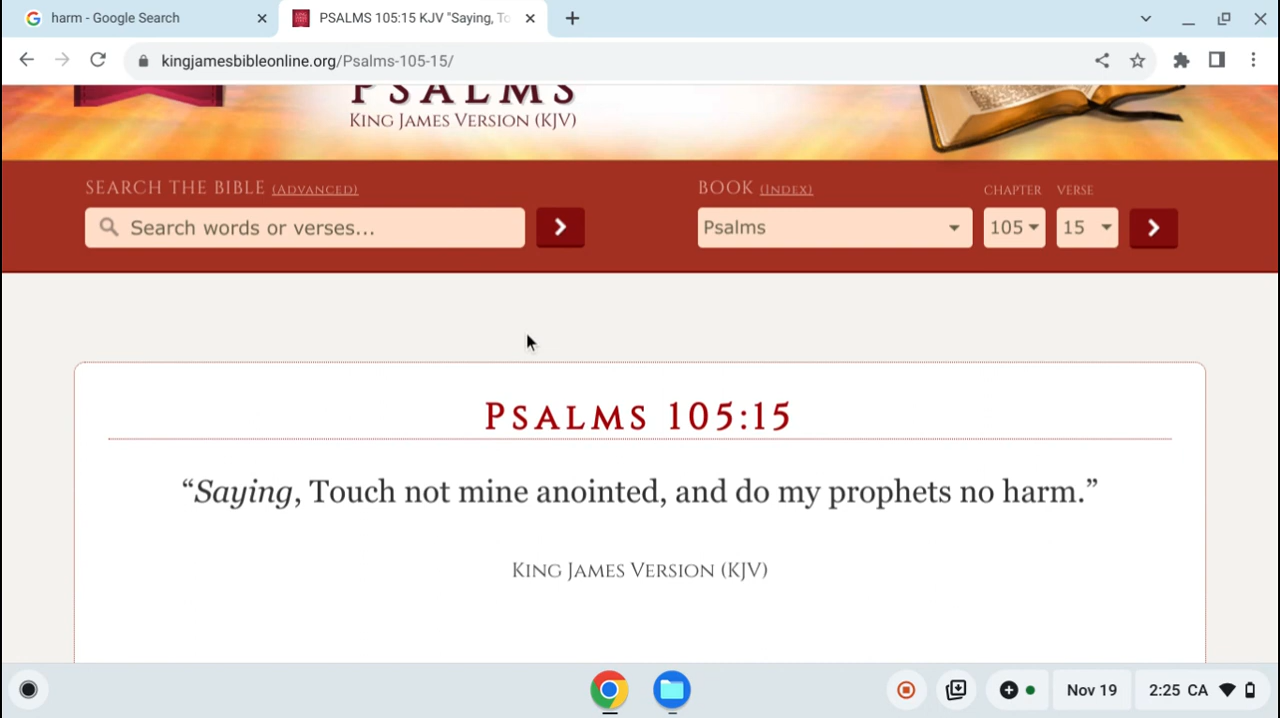 harm - Google Search
PSALMS 105:15 KJV "Saying, To
kingjamesbibleonline.org/Psalms-105-15/
PSALMS
KING JAMES VERSION (KJV)
SEARCH THE BIBLE (ADVANCED)
BOOK (INDEX)
CHAPTER
VERSE
Search words or verses...
Psalms
105
15
PSALMS 105:15
“Saying, Touch not mine anointed, and do my prophets no harm.”
KING JAMES VERSION (KJV)
Nov 19
2:25 CA